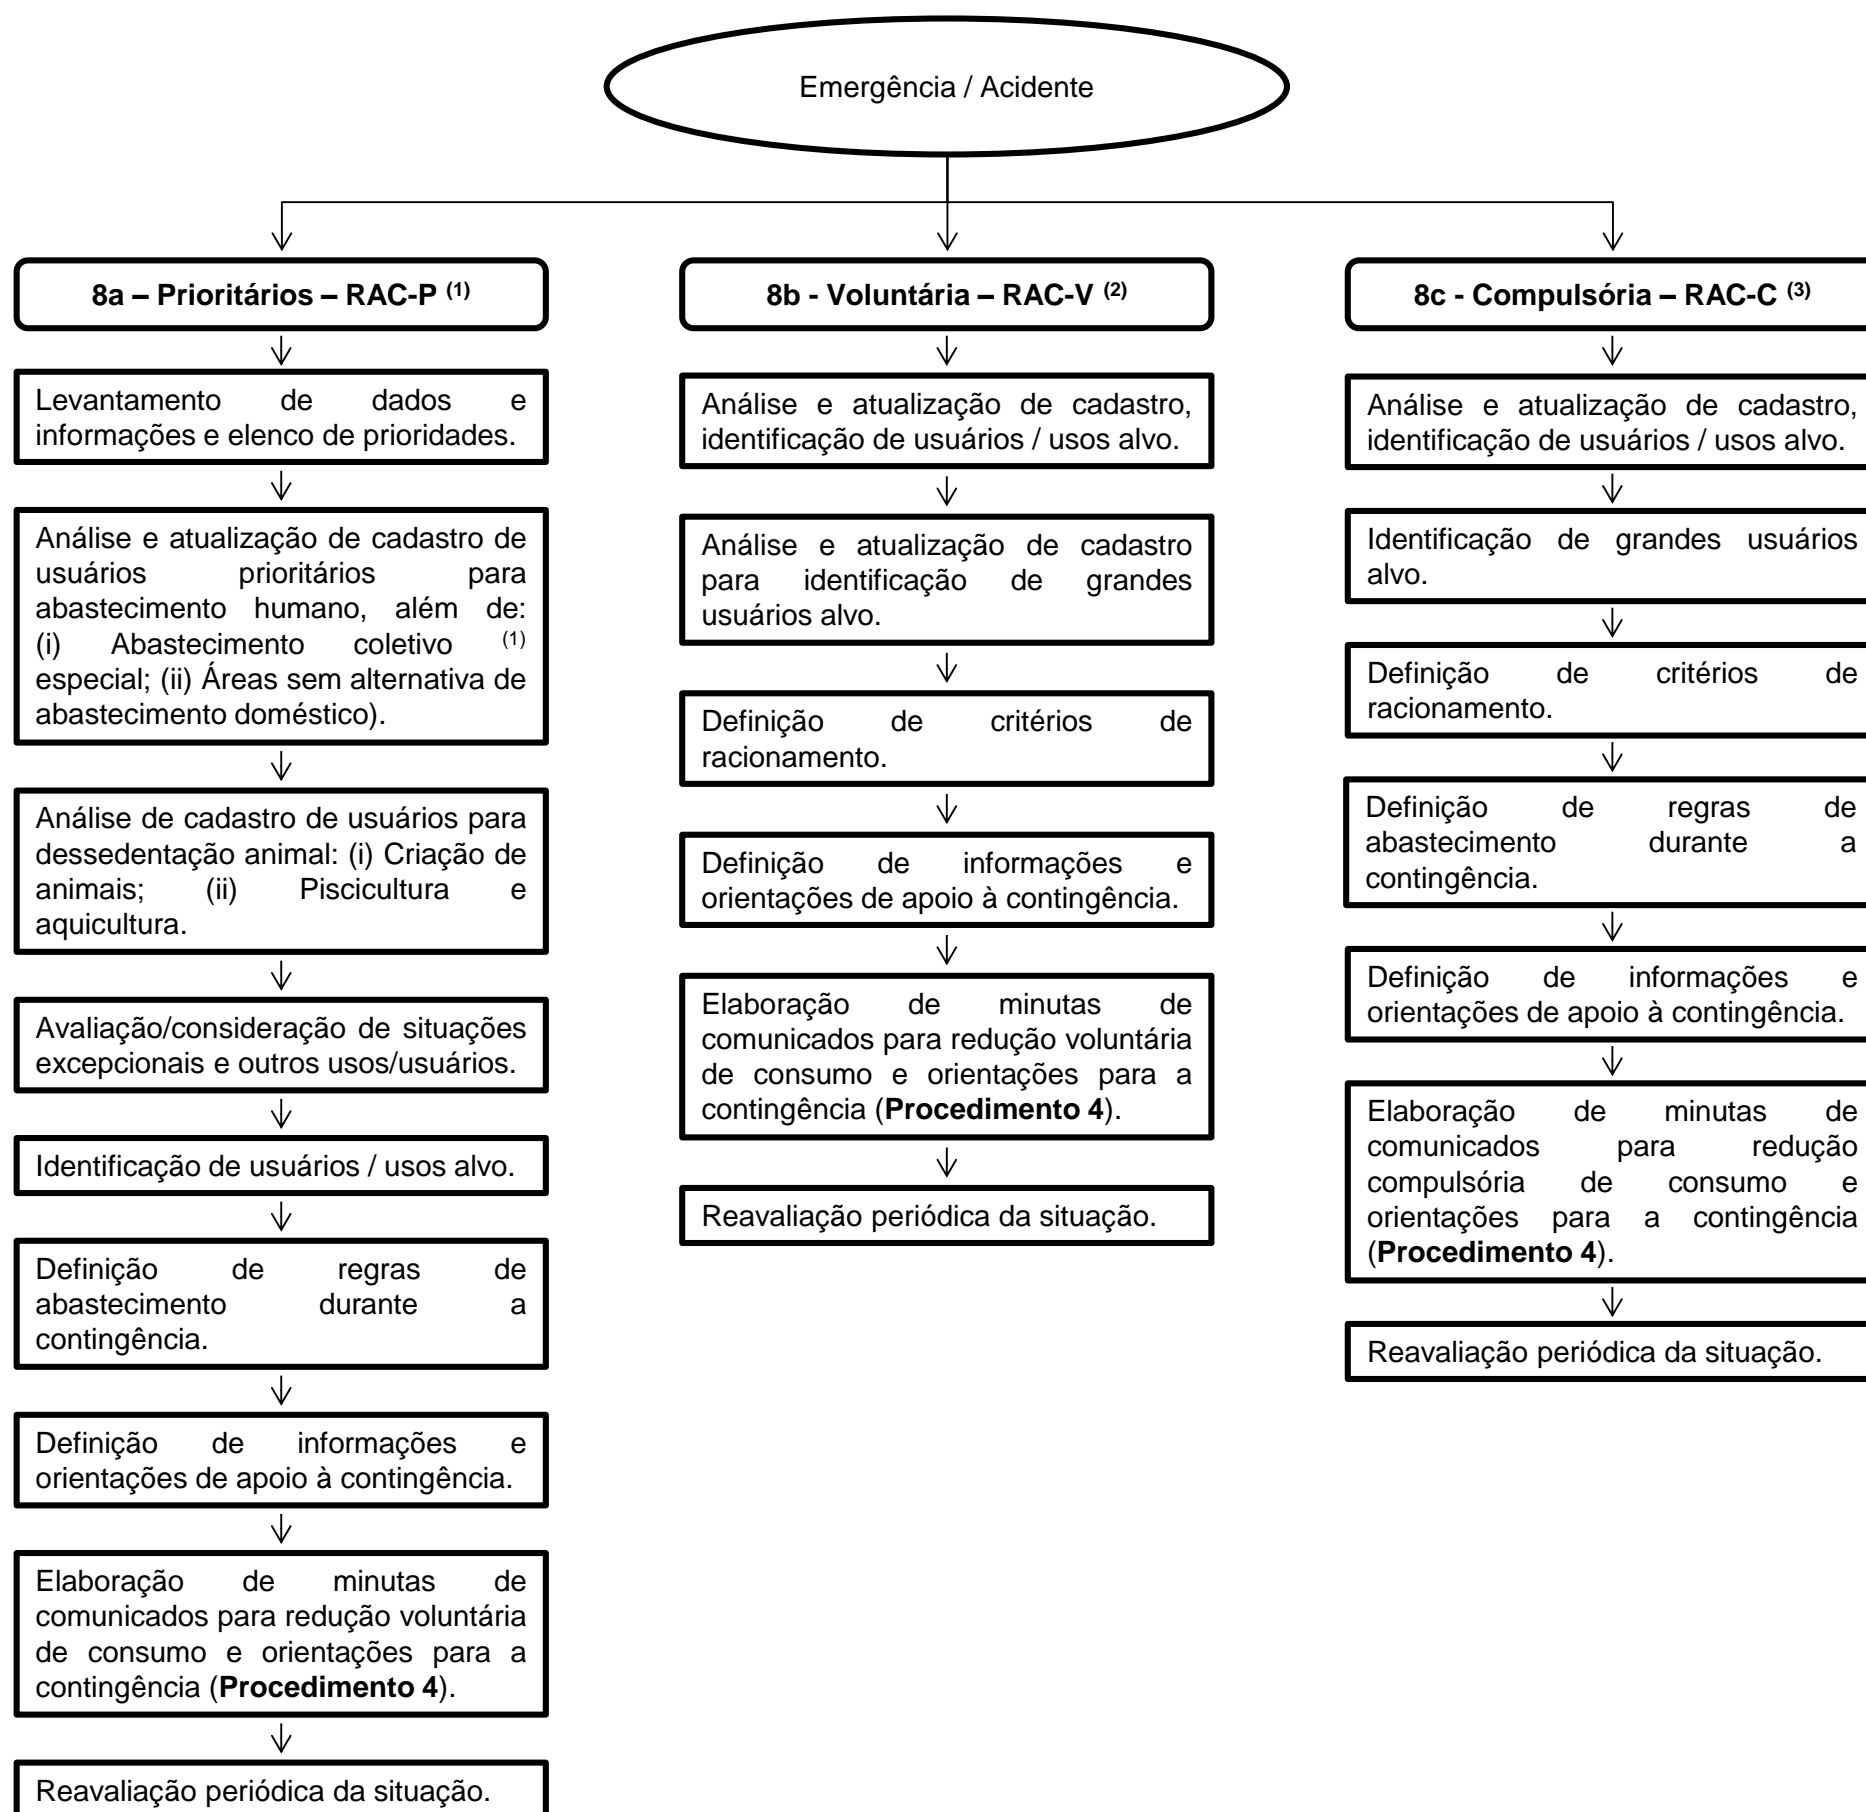 Emergência / Acidente
8a – Prioritários – RAC-P (1)
Levantamento de dados e
informações e elenco de prioridades.
Análise e atualização de cadastro de
usuários prioritários para
abastecimento humano, além de:
(i) Abastecimento coletivo (1)
especial; (ii) Áreas sem alternativa de
abastecimento doméstico).
Análise de cadastro de usuários para
dessedentação animal: (i) Criação de
animais; (ii) Piscicultura e
aquicultura.
Avaliação/consideração de situações
excepcionais e outros usos/usuários.
Identificação de usuários / usos alvo.
Definição de regras de
abastecimento durante a
contingência.
Definição de informações e
orientações de apoio à contingência.
Elaboração de minutas de
comunicados para redução voluntária
de consumo e orientações para a
contingência (Procedimento 4).
Reavaliação periódica da situação.
8b - Voluntária – RAC-V (2)
Análise e atualização de cadastro,
identificação de usuários / usos alvo.
Análise e atualização de cadastro
para identificação de grandes
usuários alvo.
Definição de critérios de
racionamento.
Definição de informações e
orientações de apoio à contingência.
Elaboração de minutas de
comunicados para redução voluntária
de consumo e orientações para a
contingência (Procedimento 4).
Reavaliação periódica da situação.
8c - Compulsória – RAC-C (3)
Análise e atualização de cadastro,
identificação de usuários / usos alvo.
Identificação de grandes usuários
alvo.
Definição de critérios de
racionamento.
Definição de regras de
abastecimento durante a
contingência.
Definição de informações e
orientações de apoio à contingência.
Elaboração de minutas de
comunicados para redução
compulsória de consumo e
orientações para a contingência
(Procedimento 4).
Reavaliação periódica da situação.